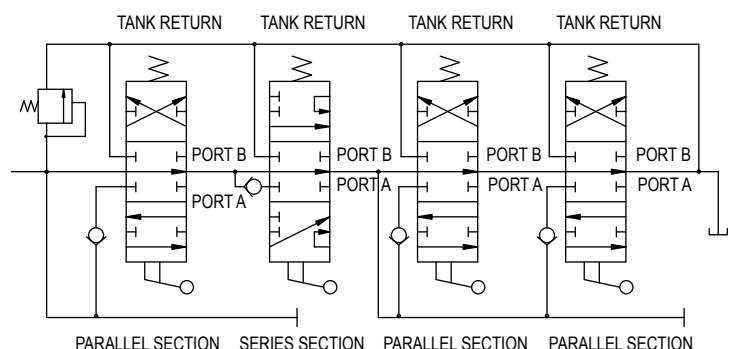 TANK RETURN TANK RETURN TANK RETURN TANK RETURN
PORT B PORT B PORT B PORT B
PORT A PORT A PORT A PORT A
PARALLEL SECTION SERIES SECTION PARALLEL SECTION PARALLEL SECTION